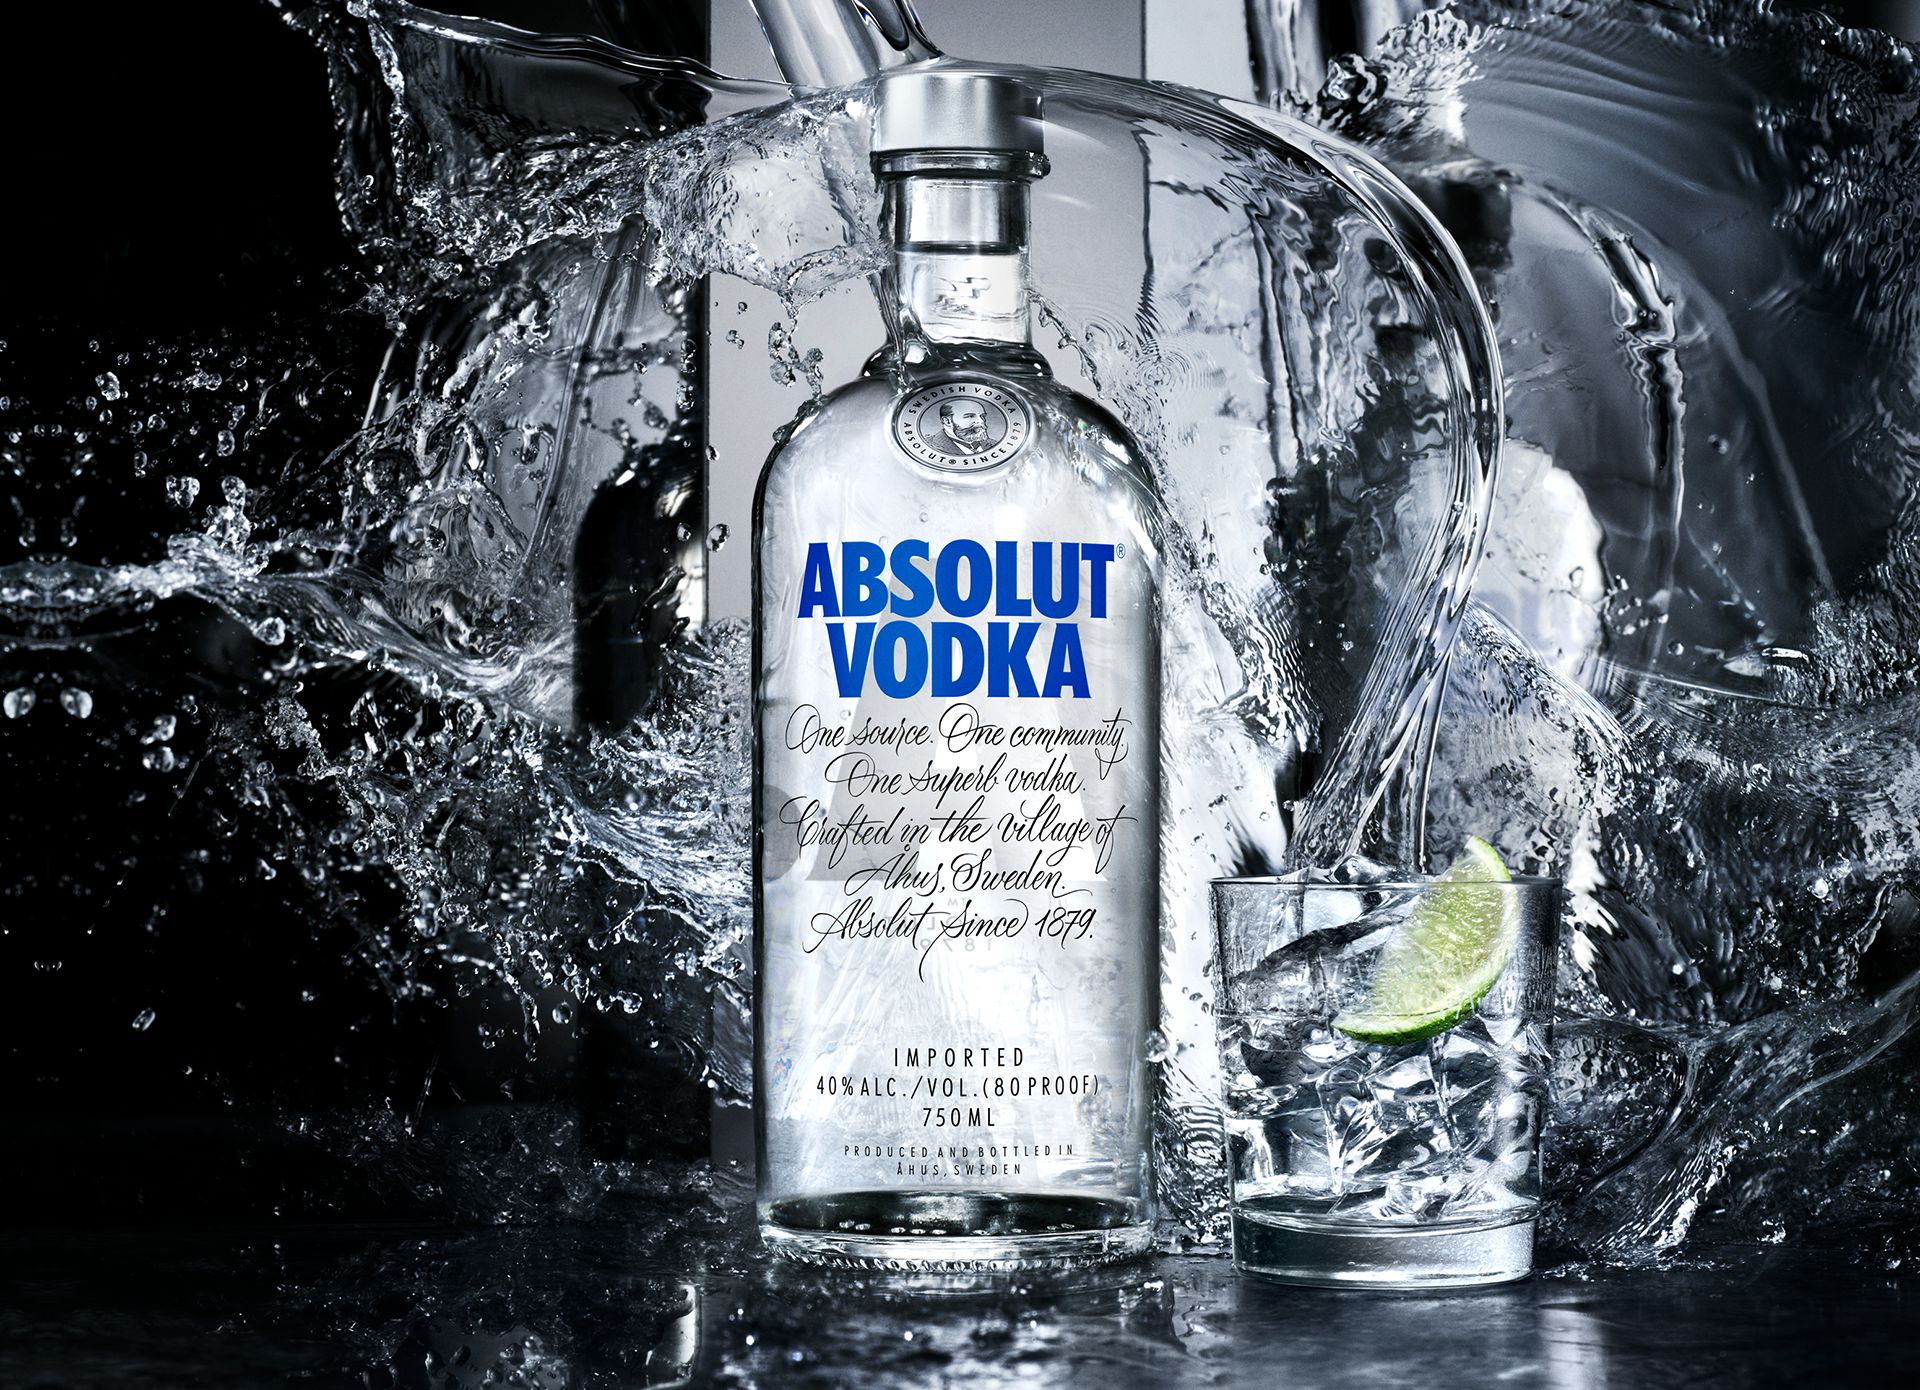 SWEDISH VODKA
ABSOLUT® SINCE 1879
ABSOLUT®
VODKA
One source. One community.
One superb vodka.
Crafted in the village of
Åhus, Sweden.
Absolut Since 1879.
IMPORTED
40% ALC./VOL. (80 PROOF)
750ML
PRODUCED AND BOTTLED IN
ÅHUS, SWEDEN